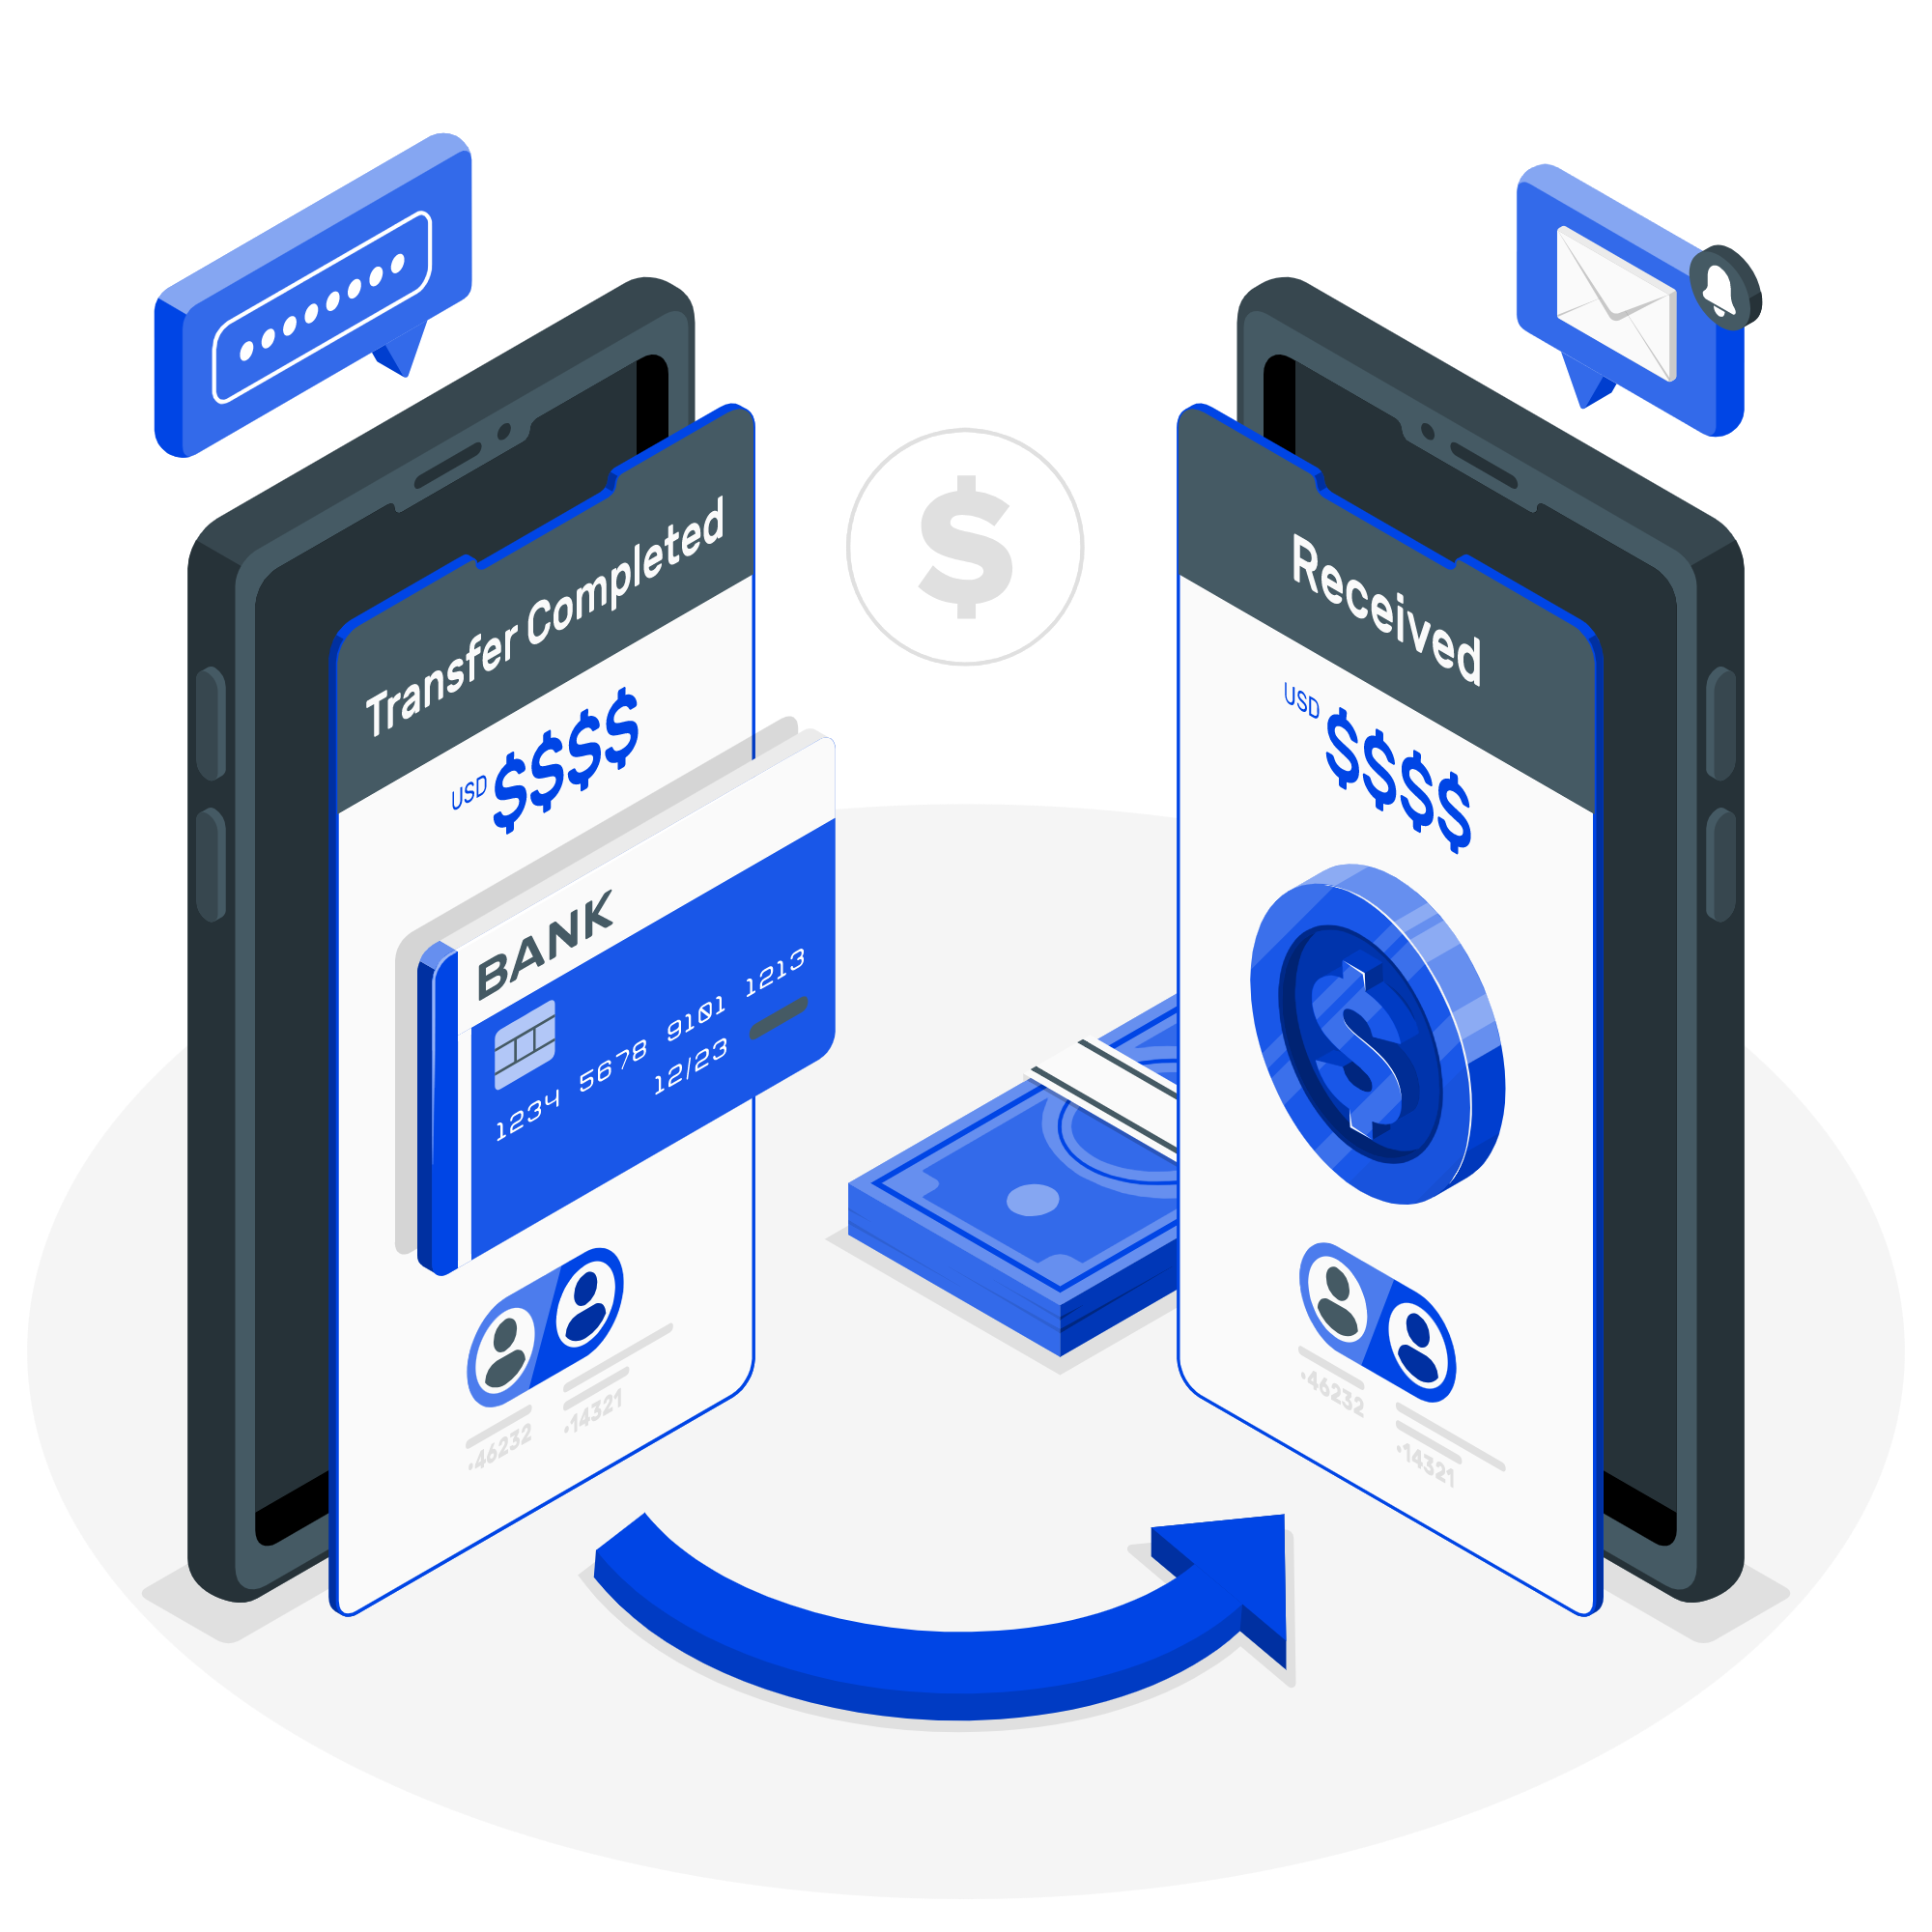 Transfer Completed
USD $$$$
BANK
1234 5678 9101 1213
12/23
·46232
·14321
$
Received
USD $$$$
$
·46232
·14321